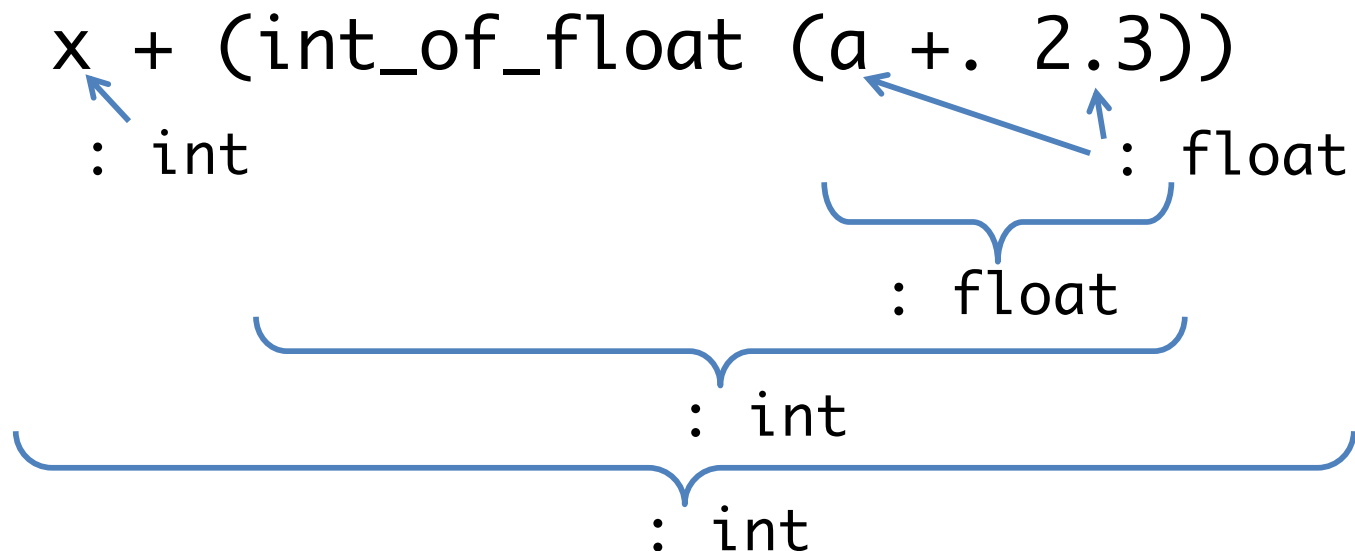 x + (int_of_float (a +. 2.3))
: int : float
: float
: int
: int